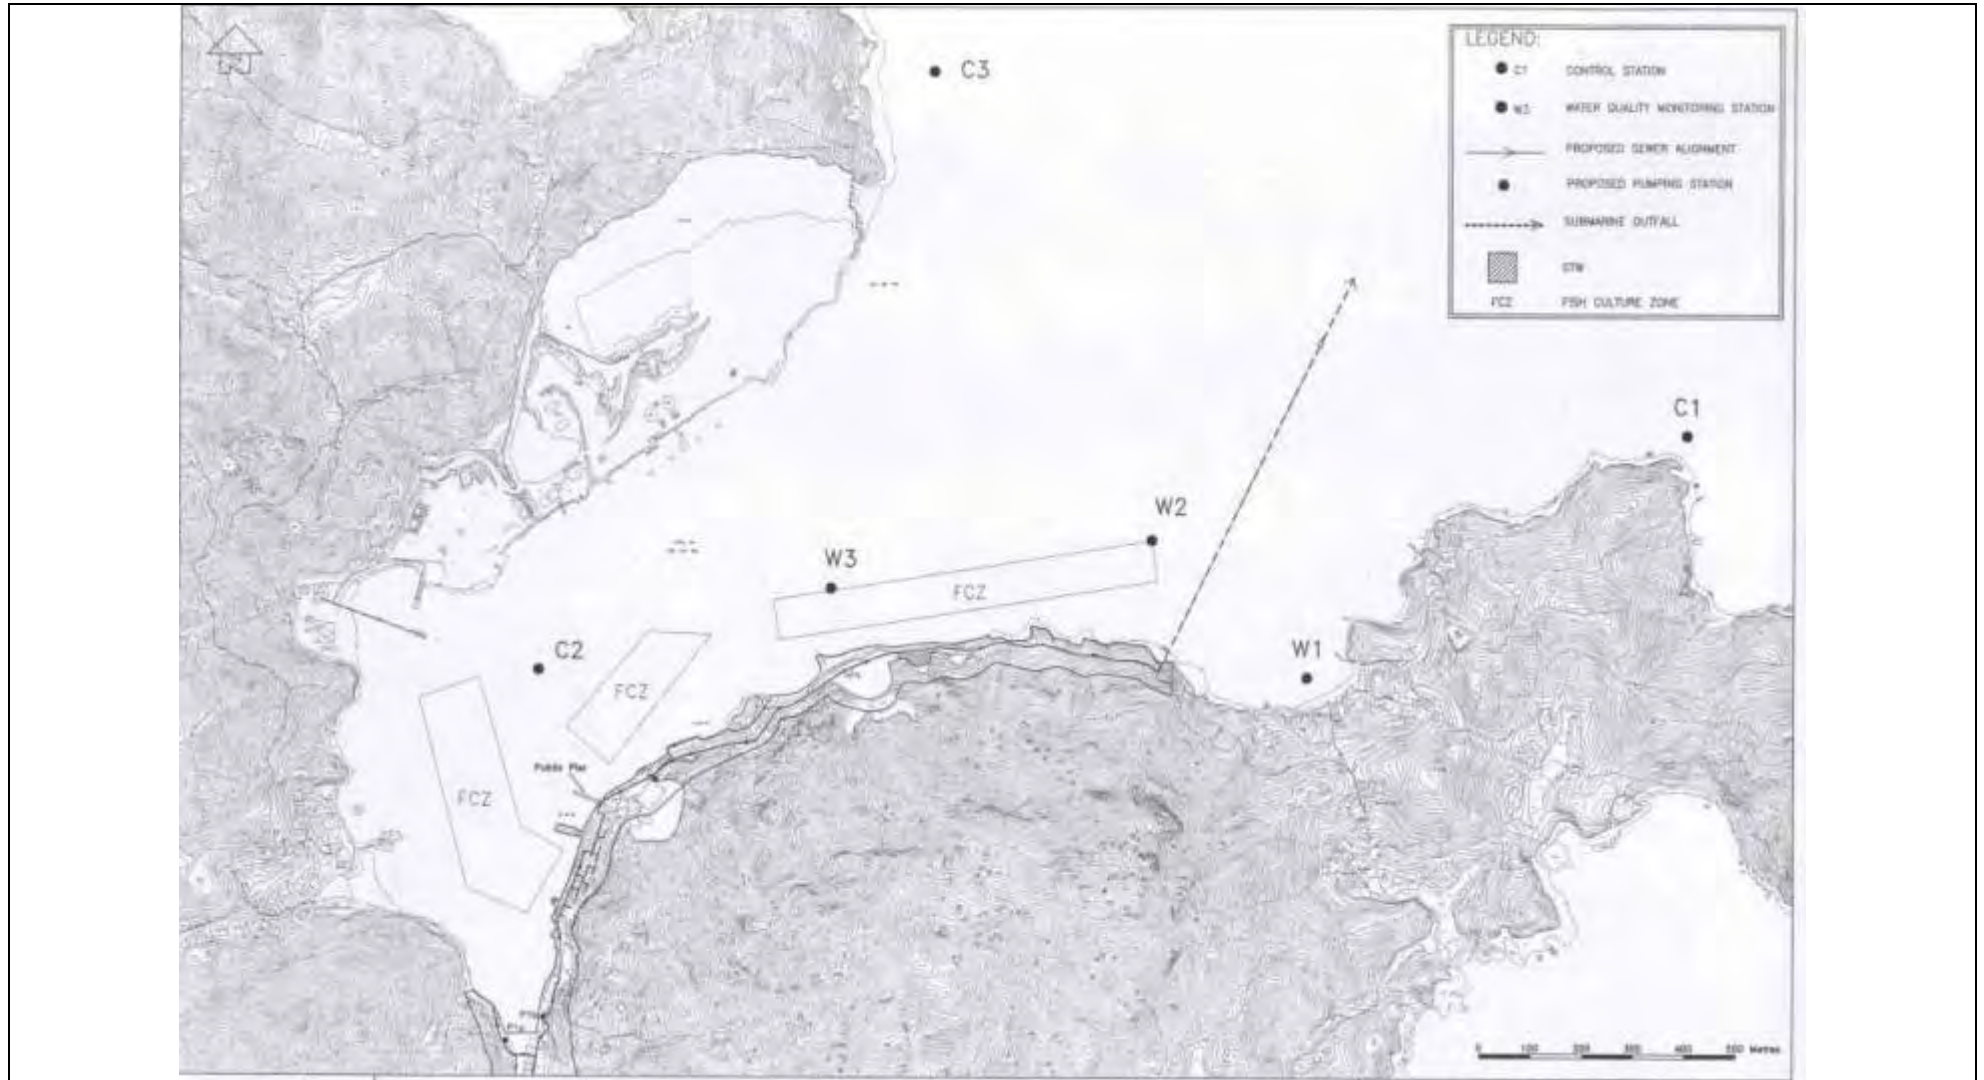 N
C3
LEGEND:
C1 CONTROL STATION
W3 WATER QUALITY MONITORING STATION
PROPOSED SEWER ALIGNMENT
PROPOSED PUMPING STATION
SUBMARINE OUTFALL
STW
FCZ FISH CULTURE ZONE
C1
W2
W3
FCZ
C2
W1
FCZ
Public Pier
FCZ
0 100 200 300 400 500 Metres